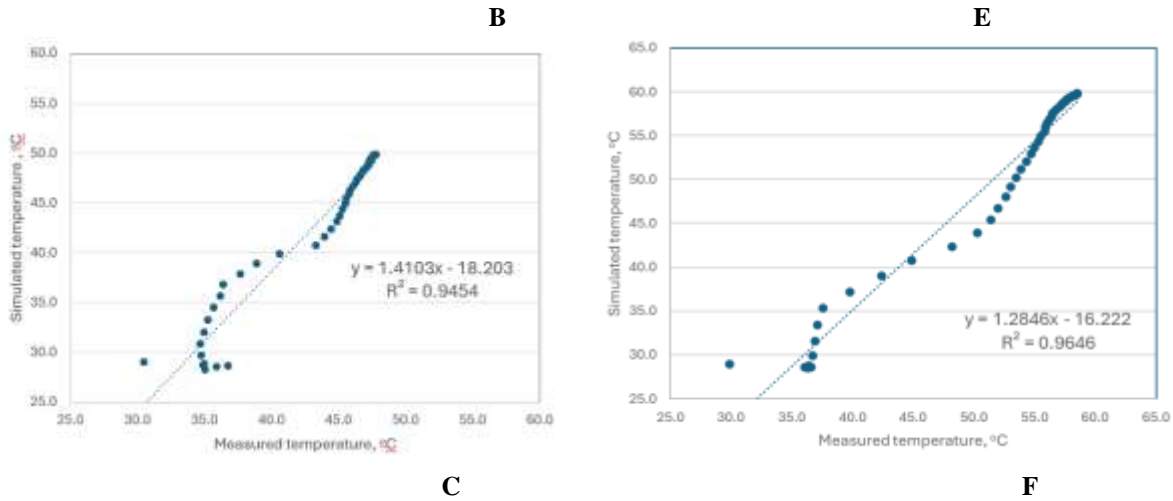 B
60.0
55.0
50.0
45.0
40.0
35.0
30.0
25.0
Simulated temperature, ºC
y = 1.4103x - 18.203
R² = 0.9454
25.0 30.0 35.0 40.0 45.0 50.0 55.0 60.0
Measured temperature, ºC
C
E
65.0
60.0
55.0
50.0
45.0
40.0
35.0
30.0
25.0
Simulated temperature, ºC
y = 1.2846x - 16.222
R² = 0.9646
25.0 30.0 35.0 40.0 45.0 50.0 55.0 60.0 65.0
Measured temperature, ºC
F